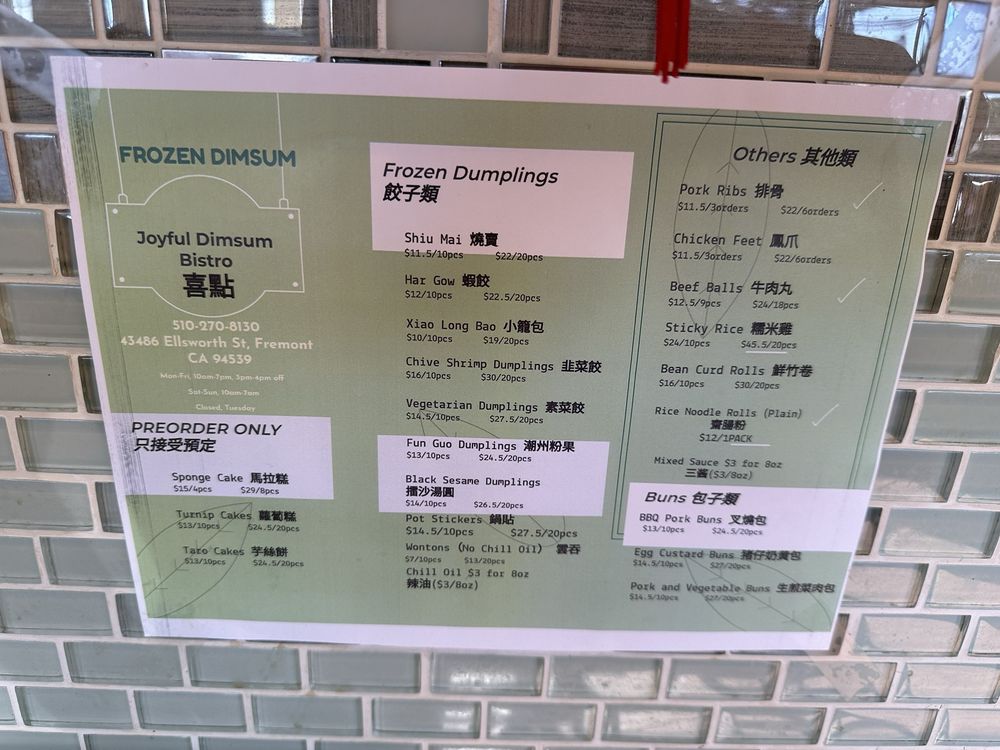 FROZEN DIMSUM
Joyful Dimsum
Bistro
喜點
510-270-8130
43486 Ellsworth St, Fremont
CA 94539
Mon-Fri, 10am-7pm, 3pm-4pm off
Sat-Sun, 10am-7am
Closed, Tuesday
PREORDER ONLY
只接受預定
Sponge Cake 馬拉糕
$15/4pcs $29/8pcs
Turnip Cakes 蘿蔔糕
$13/10pcs $24.5/20pcs
Taro Cakes 芋絲餅
$13/10pcs $24.5/20pcs
Frozen Dumplings
餃子類
Shiu Mai 燒賣
$11.5/10pcs $22/20pcs
Har Gow 蝦餃
$12/10pcs $22.5/20pcs
Xiao Long Bao 小籠包
$10/10pcs $19/20pcs
Chive Shrimp Dumplings 韭菜餃
$16/10pcs $30/20pcs
Vegetarian Dumplings 素菜餃
$14.5/10pcs $27.5/20pcs
Fun Guo Dumplings 潮州粉果
$13/10pcs $24.5/20pcs
Black Sesame Dumplings
擂沙湯圓
$14/10pcs $26.5/20pcs
Pot Stickers 鍋貼
$14.5/10pcs $27.5/20pcs
Wontons (No Chill Oil) 雲吞
$7/10pcs $13/20pcs
Chill Oil $3 for 8oz
辣油($3/8oz)
Others 其他類
Pork Ribs 排骨
$11.5/3orders $22/6orders
Chicken Feet 鳳爪
$11.5/3orders $22/6orders
Beef Balls 牛肉丸
$12.5/9pcs $24/18pcs
Sticky Rice 糯米雞
$24/10pcs $45.5/20pcs
Bean Curd Rolls 鮮竹卷
$16/10pcs $30/20pcs
Rice Noodle Rolls (Plain)
齋腸粉
$12/1PACK
Mixed Sauce $3 for 8oz
三醬($3/8oz)
Buns 包子類
BBQ Pork Buns 叉燒包
$13/10pcs $24.5/20pcs
Egg Custard Buns 豬仔奶黄包
$14.5/10pcs $27/20pcs
Pork and Vegetable Buns 生煎菜肉包
$14.5/10pcs $27/20pcs